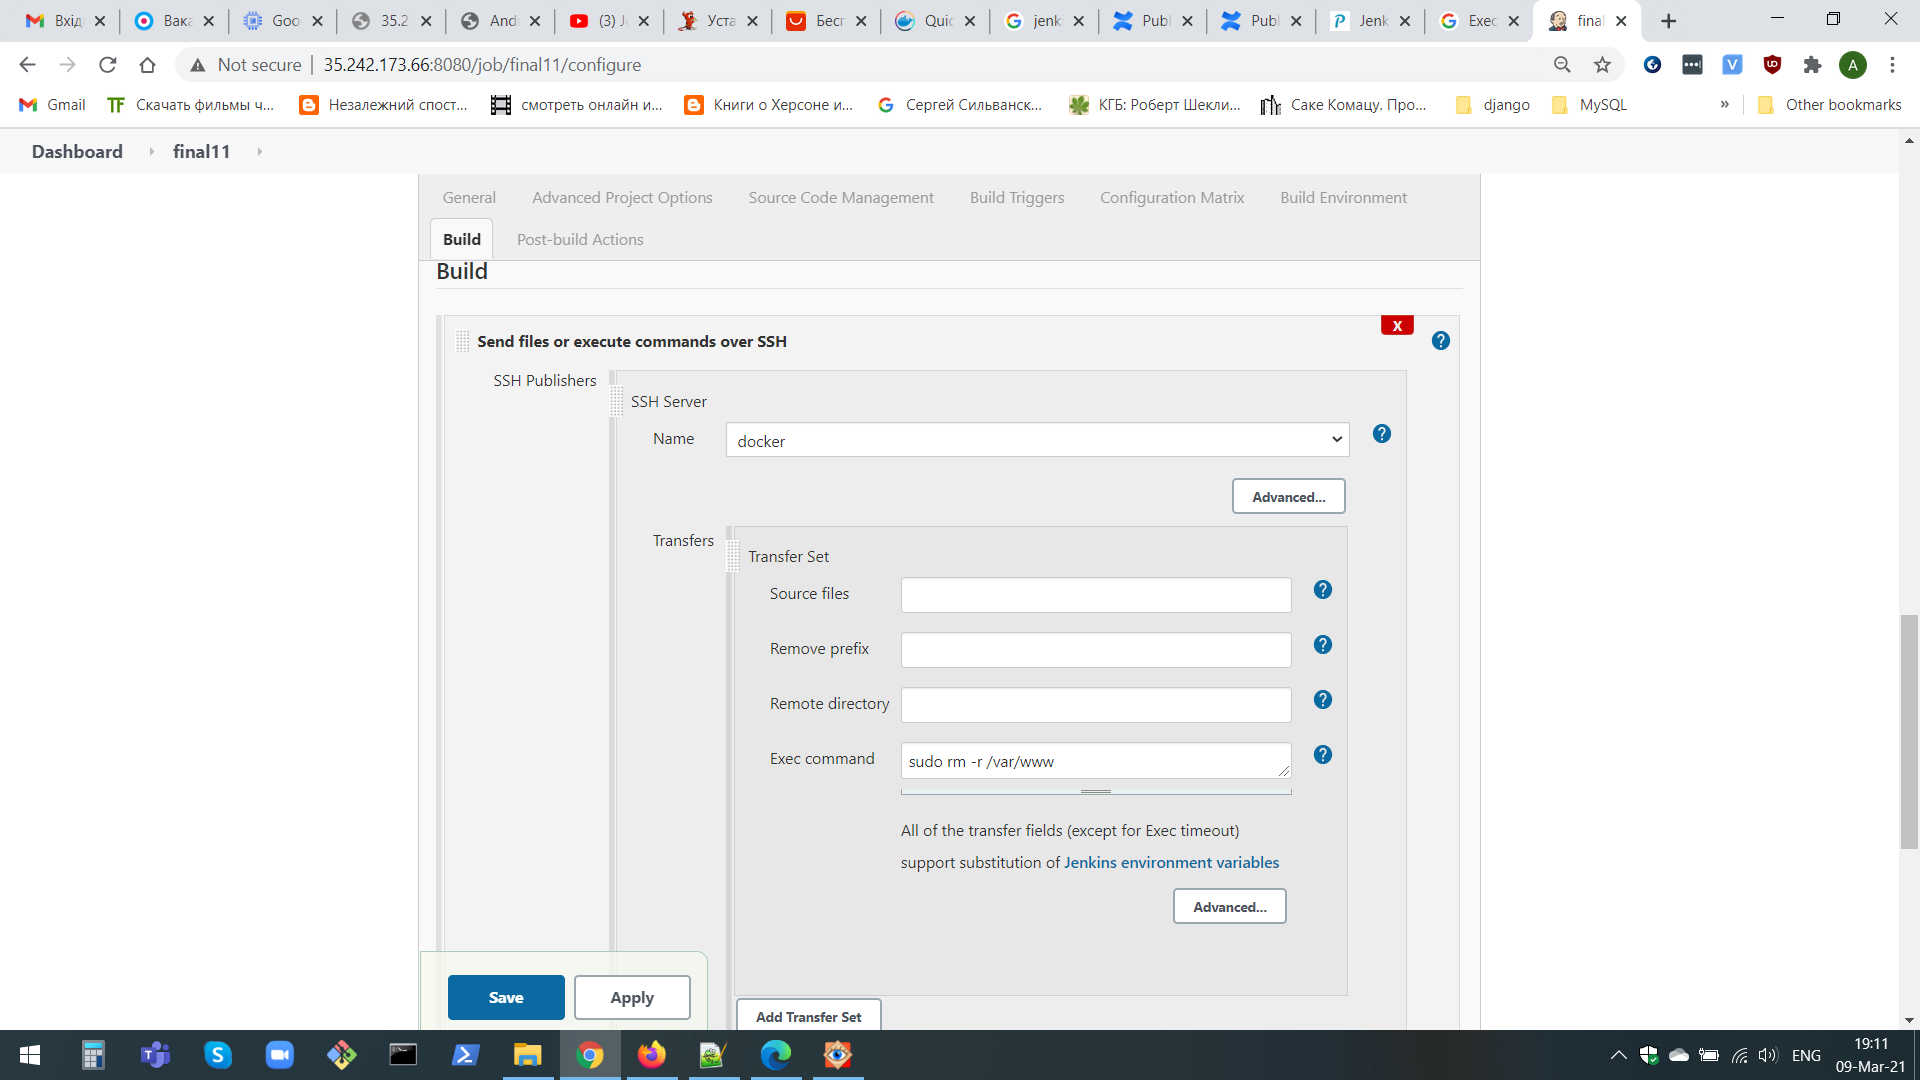 Вхід
Вака
Goo
35.2
Andı
(3) J
Уста
Бесг
Quic
jenk
Publ
Publ
Jenk
Exec
final
Not secure
35.242.173.66:8080/job/final11/configure
A
Gmail
Скачать фильмы ч...
Незалежний спост...
смотреть онлайн и...
Книги о Херсоне и...
Сергей Сильванск...
КГБ: Роберт Шекли...
Саке Комацу. Про...
django
MySQL
»
Other bookmarks
Dashboard
final11
General
Advanced Project Options
Source Code Management
Build Triggers
Configuration Matrix
Build Environment
Build
Post-build Actions
Build
X
Send files or execute commands over SSH
?
SSH Publishers
SSH Server
Name
docker
?
Advanced...
Transfers
Transfer Set
Source files
?
Remove prefix
?
Remote directory
?
Exec command
sudo rm -r /var/www
?
All of the transfer fields (except for Exec timeout)
support substitution of Jenkins environment variables
Advanced...
Save
Apply
Add Transfer Set
ENG
19:11
09-Mar-21